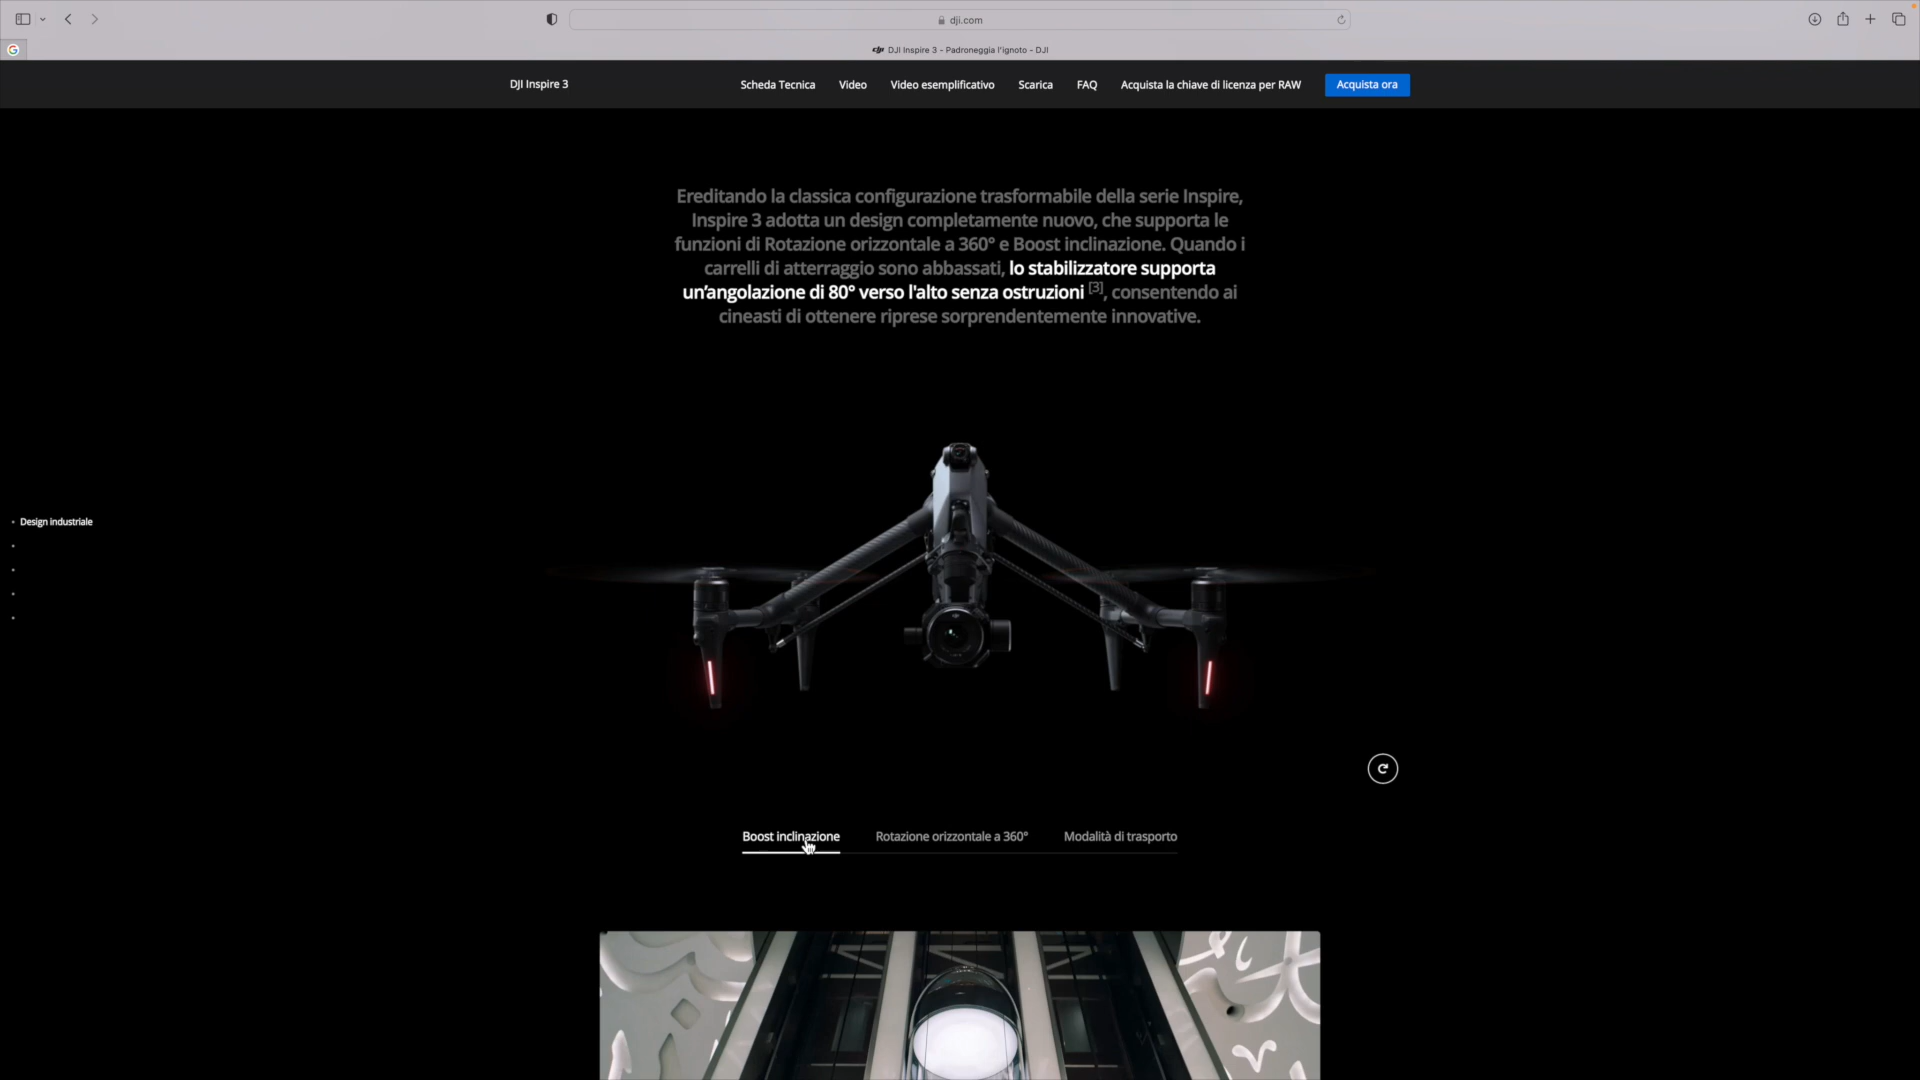 dji.com
DJI Inspire 3 - Padroneggia l'ignoto - DJI
DJI Inspire 3
Scheda Tecnica
Video
Video esemplificativo
Scarica
FAQ
Acquista la chiave di licenza per RAW
Acquista ora
Ereditando la classica configurazione trasformabile della serie Inspire,
Inspire 3 adotta un design completamente nuovo, che supporta le
funzioni di Rotazione orizzontale a 360° e Boost inclinazione. Quando i
carrelli di atterraggio sono abbassati, lo stabilizzatore supporta
un’angolazione di 80° verso l'alto senza ostruzioni [3], consentendo ai
cineasti di ottenere riprese sorprendentemente innovative.
Design industriale
Boost inclinazione
Rotazione orizzontale a 360°
Modalità di trasporto